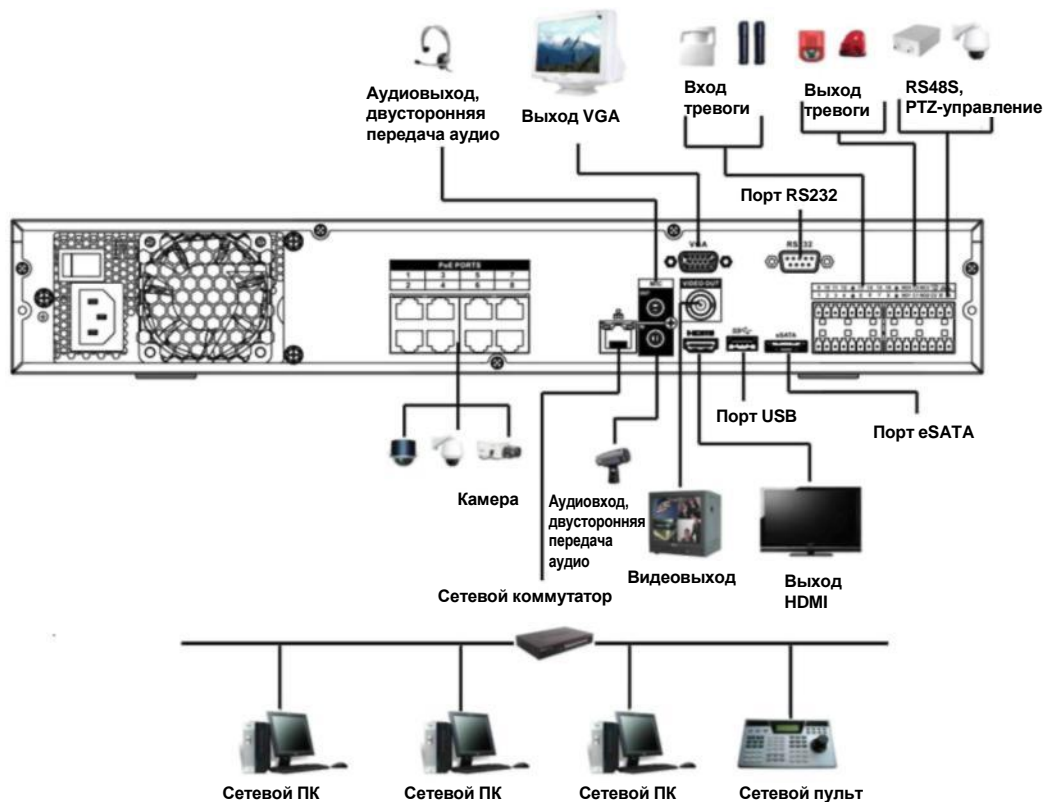 Аудиовыход,
двусторонняя
передача аудио
Выход VGA
Вход
тревоги
Выход
тревоги
RS48S,
PTZ-управление
Порт RS232
VGA
RS232
PoE PORTS
1 3 5 7
2 4 6 8
MIC
VIDEO OUT
eSATA
Порт USB
Порт eSATA
Камера
Аудиовход,
двусторонняя
передача
аудио
Видеовыход
Выход
HDMI
Сетевой коммутатор
Сетевой ПК
Сетевой ПК
Сетевой ПК
Сетевой пульт